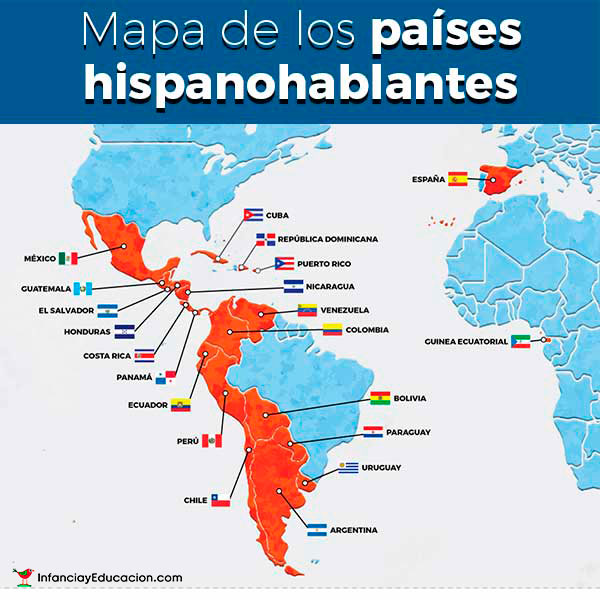 Mapa de los países
hispanohablantes
ESPAÑA
CUBA
REPÚBLICA DOMINICANA
MÉXICO
PUERTO RICO
GUATEMALA
NICARAGUA
EL SALVADOR
VENEZUELA
HONDURAS
COLOMBIA
GUINEA ECUATORIAL
COSTA RICA
PANAMÁ
ECUADOR
BOLIVIA
PERÚ
PARAGUAY
URUGUAY
CHILE
ARGENTINA
InfanciayEducacion.com